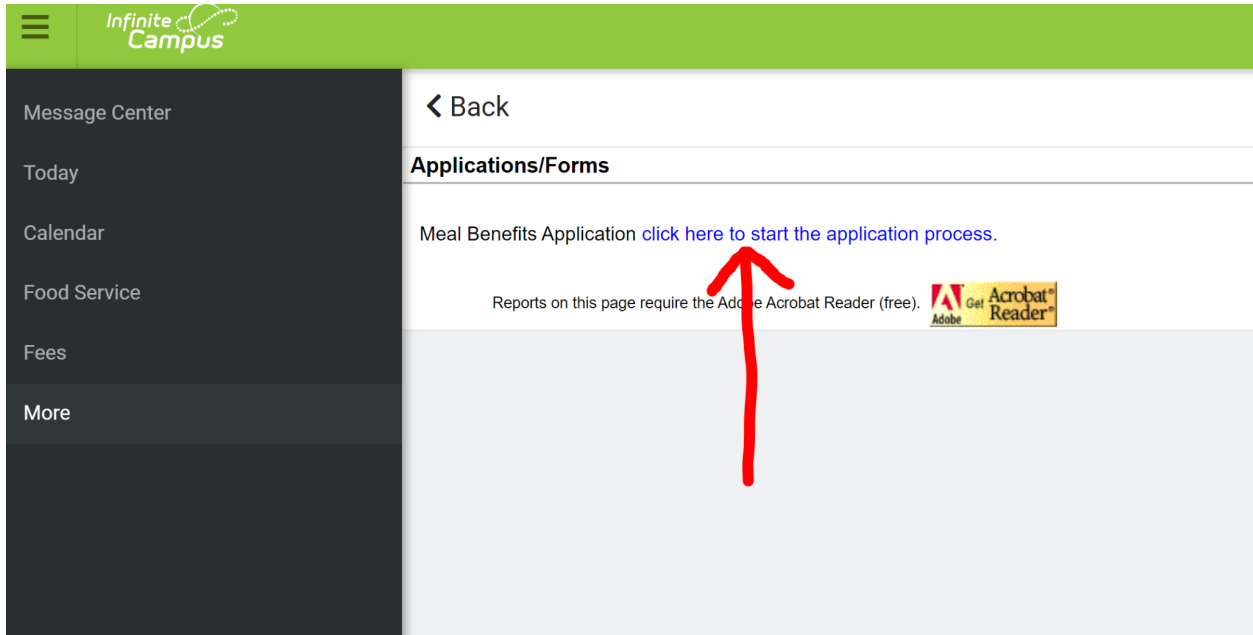 Infinite
Campus
Message Center
Today
Calendar
Food Service
Fees
More
Back
Applications/Forms
Meal Benefits Application click here to start the application process.
Reports on this page require the Adobe Acrobat Reader (free).
Adobe
Get Acrobat®
Reader®